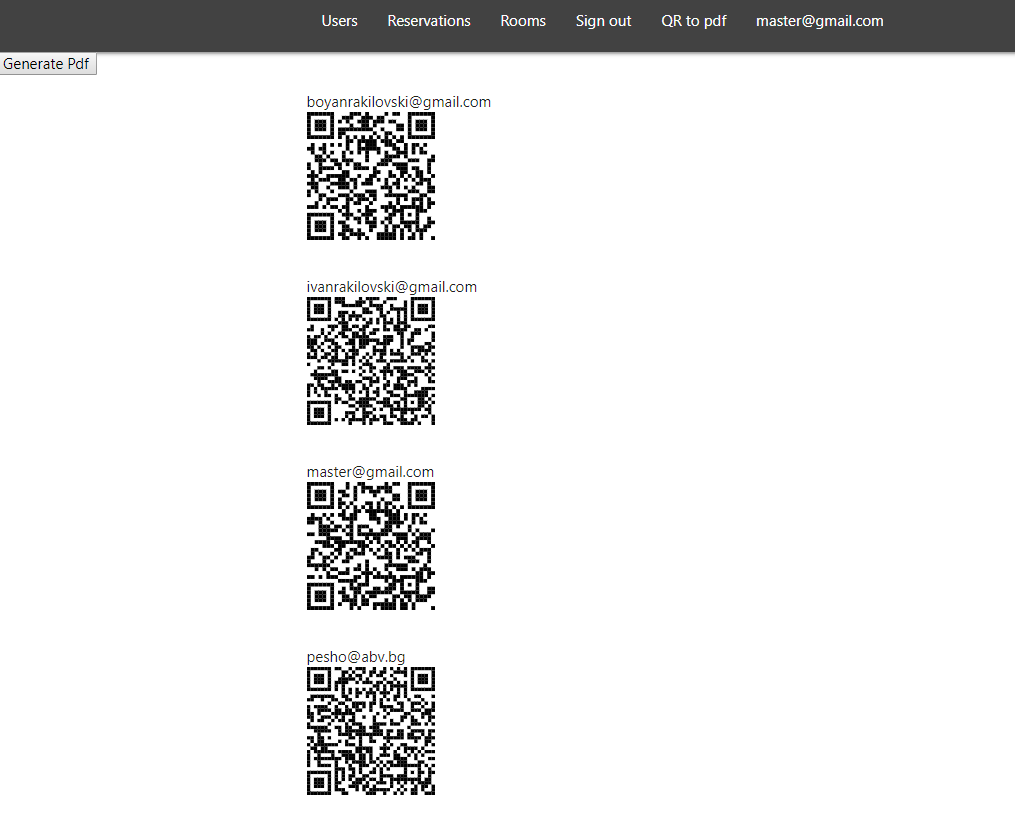 Users Reservations Rooms Sign out QR to pdf master@gmail.com
Generate Pdf
boyanrakilovski@gmail.com
ivanrakilovski@gmail.com
master@gmail.com
pesho@abv.bg